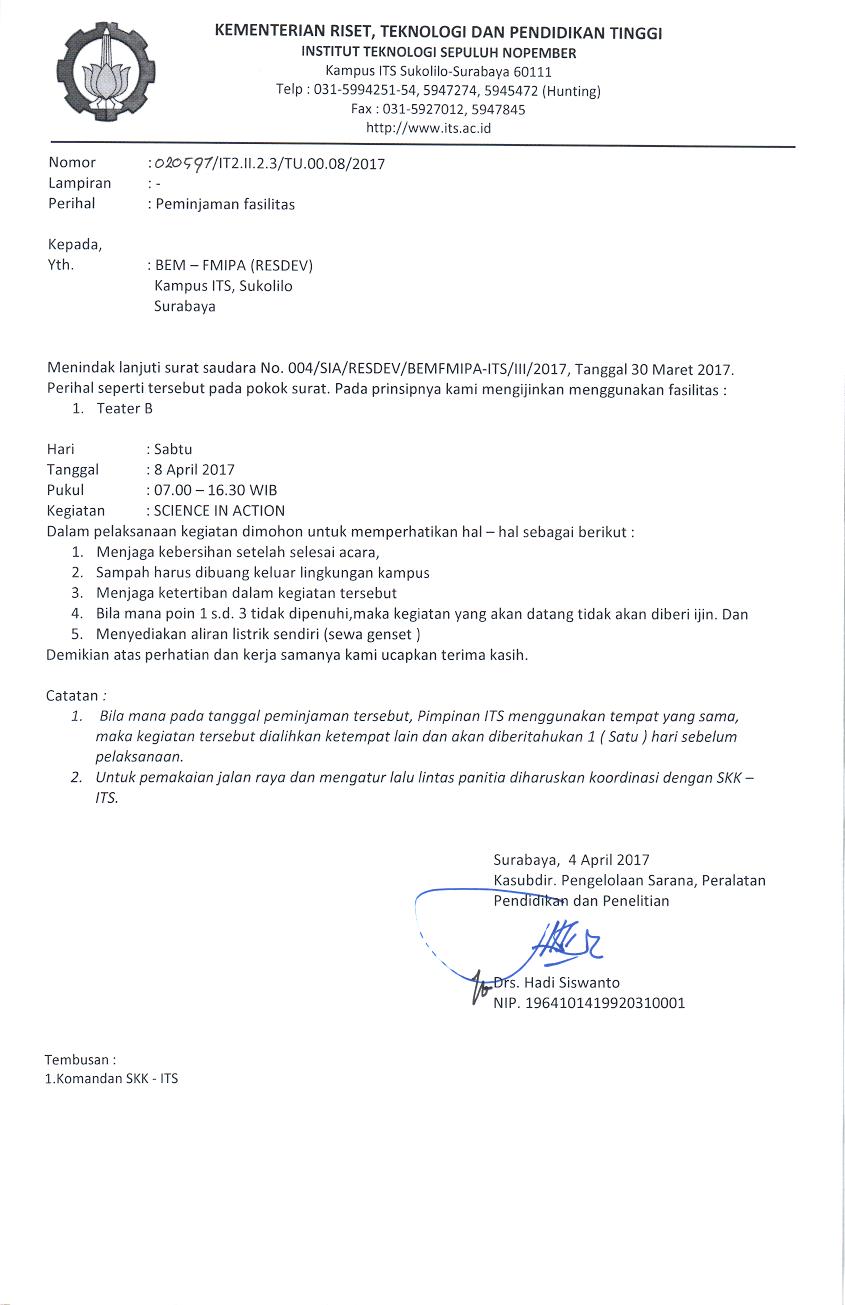 KEMENTERIAN RISET, TEKNOLOGI DAN PENDIDIKAN TINGGI
INSTITUT TEKNOLOGI SEPULUH NOPEMBER
Kampus ITS Sukolilo-Surabaya 60111
Telp : 031-5994251-54, 5947274, 5945472 (Hunting)
Fax : 031-5927012, 5947845
http://www.its.ac.id
Nomor : 020597/IT2.II.2.3/TU.00.08/2017
Lampiran : -
Perihal : Peminjaman fasilitas
Kepada,
Yth. : BEM – FMIPA (RESDEV)
Kampus ITS, Sukolilo
Surabaya
Menindak lanjuti surat saudara No. 004/SIA/RESDEV/BEMFMIPA-ITS/III/2017, Tanggal 30 Maret 2017.
Perihal seperti tersebut pada pokok surat. Pada prinsipnya kami mengijinkan menggunakan fasilitas :
1. Teater B
Hari : Sabtu
Tanggal : 8 April 2017
Pukul : 07.00 – 16.30 WIB
Kegiatan : SCIENCE IN ACTION
Dalam pelaksanaan kegiatan dimohon untuk memperhatikan hal – hal sebagai berikut :
1. Menjaga kebersihan setelah selesai acara,
2. Sampah harus dibuang keluar lingkungan kampus
3. Menjaga ketertiban dalam kegiatan tersebut
4. Bila mana poin 1 s.d. 3 tidak dipenuhi,maka kegiatan yang akan datang tidak akan diberi ijin. Dan
5. Menyediakan aliran listrik sendiri (sewa genset )
Demikian atas perhatian dan kerja samanya kami ucapkan terima kasih.
Catatan :
1. Bila mana pada tanggal peminjaman tersebut, Pimpinan ITS menggunakan tempat yang sama,
maka kegiatan tersebut dialihkan ketempat lain dan akan diberitahukan 1 ( Satu ) hari sebelum
pelaksanaan.
2. Untuk pemakaian jalan raya dan mengatur lalu lintas panitia diharuskan koordinasi dengan SKK –
ITS.
Surabaya, 4 April 2017
Kasubdir. Pengelolaan Sarana, Peralatan
Pendidikan dan Penelitian
Drs. Hadi Siswanto
NIP. 1964101419920310001
Tembusan :
1.Komandan SKK - ITS